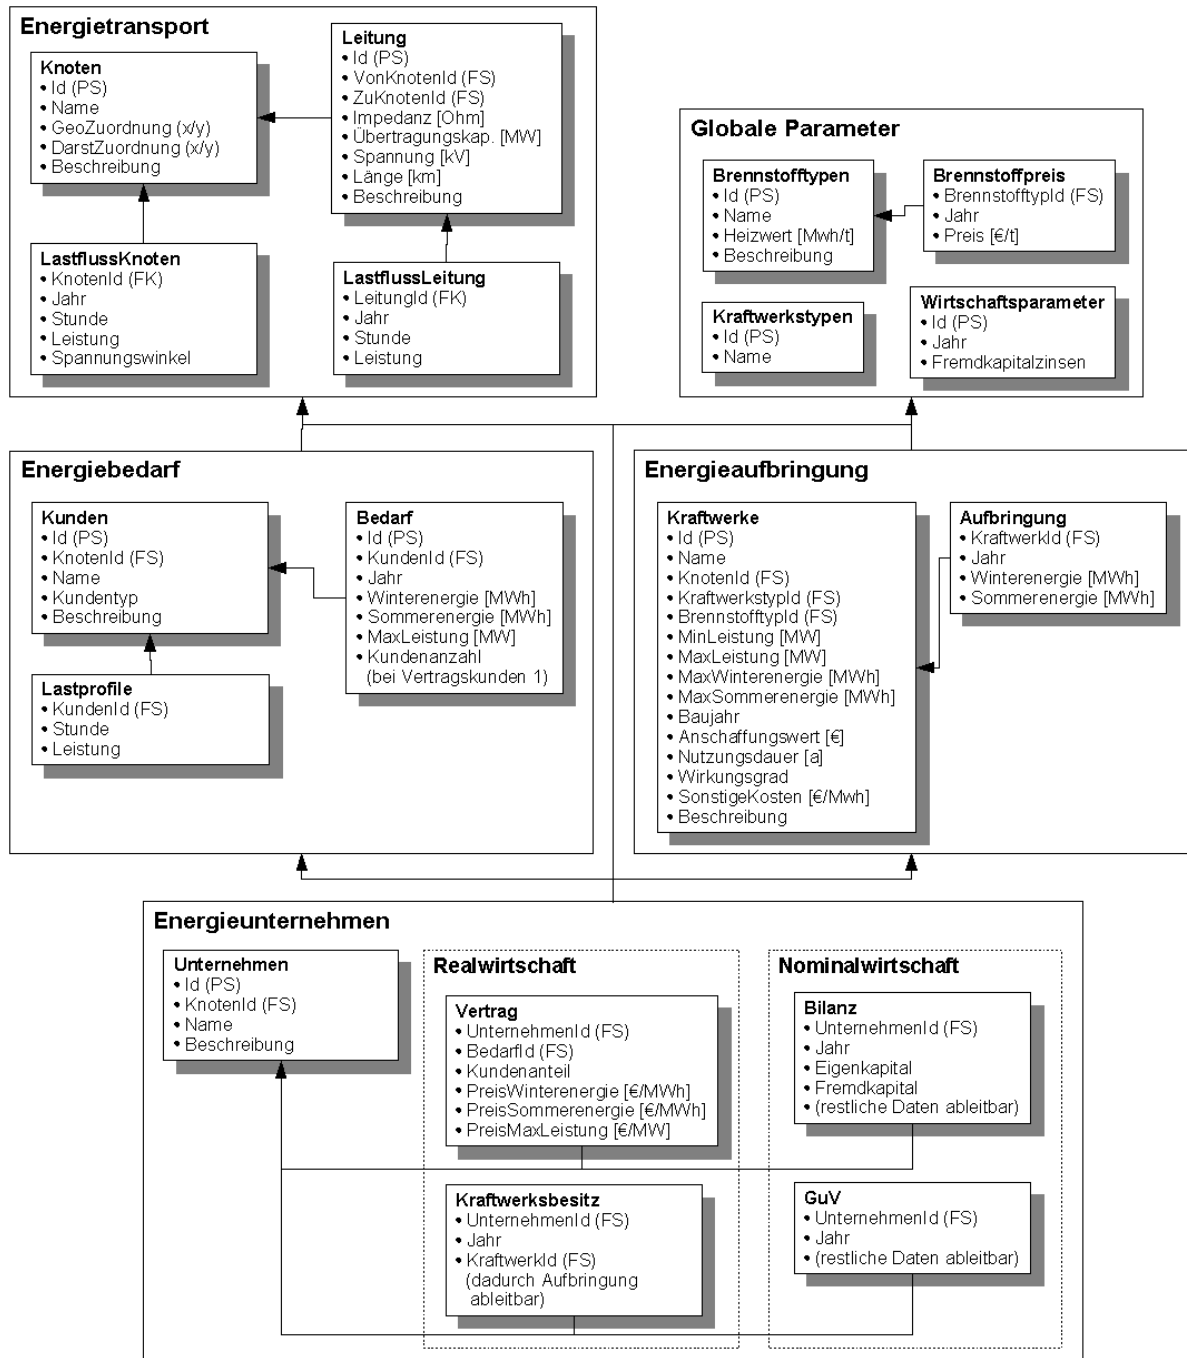 Energietransport
Knoten
• Id (PS)
• Name
• GeoZuordnung (x/y)
• DarstZuordnung (x/y)
• Beschreibung
Leitung
• Id (PS)
• VonKnotenId (FS)
• ZuKnotenId (FS)
• Impedanz [Ohm]
• Übertragungskap. [MW]
• Spannung [kV]
• Länge [km]
• Beschreibung
LastflussKnoten
• KnotenId (FK)
• Jahr
• Stunde
• Leistung
• Spannungswinkel
LastflussLeitung
• LeitungId (FK)
• Jahr
• Stunde
• Leistung
Globale Parameter
Brennstofftypen
• Id (PS)
• Name
• Heizwert [Mwh/t]
• Beschreibung
Brennstoffpreis
• BrennstofftypId (FS)
• Jahr
• Preis [€/t]
Kraftwerkstypen
• Id (PS)
• Name
Wirtschaftsparameter
• Id (PS)
• Jahr
• Fremdkapitalzinsen
Energiebedarf
Kunden
• Id (PS)
• KnotenId (FS)
• Name
• Kundentyp
• Beschreibung
Bedarf
• Id (PS)
• KundenId (FS)
• Jahr
• Winterenergie [MWh]
• Sommerenergie [MWh]
• MaxLeistung [MW]
• Kundenanzahl
(bei Vertragskunden 1)
Lastprofile
• KundenId (FS)
• Stunde
• Leistung
Energieaufbringung
Kraftwerke
• Id (PS)
• Name
• KnotenId (FS)
• KraftwerkstypId (FS)
• BrennstofftypId (FS)
• MinLeistung [MW]
• MaxLeistung [MW]
• MaxWinterenergie [MWh]
• MaxSommerenergie [MWh]
• Baujahr
• Anschaffungswert [€]
• Nutzungsdauer [a]
• Wirkungsgrad
• SonstigeKosten [€/Mwh]
• Beschreibung
Aufbringung
• KraftwerkId (FS)
• Jahr
• Winterenergie [MWh]
• Sommerenergie [MWh]
Energieunternehmen
Unternehmen
• Id (PS)
• KnotenId (FS)
• Name
• Beschreibung
Realwirtschaft
Vertrag
• UnternehmenId (FS)
• BedarfId (FS)
• Kundenanteil
• PreisWinterenergie [€/MWh]
• PreisSommerenergie [€/MWh]
• PreisMaxLeistung [€/MW]
Kraftwerksbesitz
• UnternehmenId (FS)
• Jahr
• KraftwerkId (FS)
(dadurch Aufbringung
ableitbar)
Nominalwirtschaft
Bilanz
• UnternehmenId (FS)
• Jahr
• Eigenkapital
• Fremdkapital
• (restliche Daten ableitbar)
GuV
• UnternehmenId (FS)
• Jahr
• (restliche Daten ableitbar)